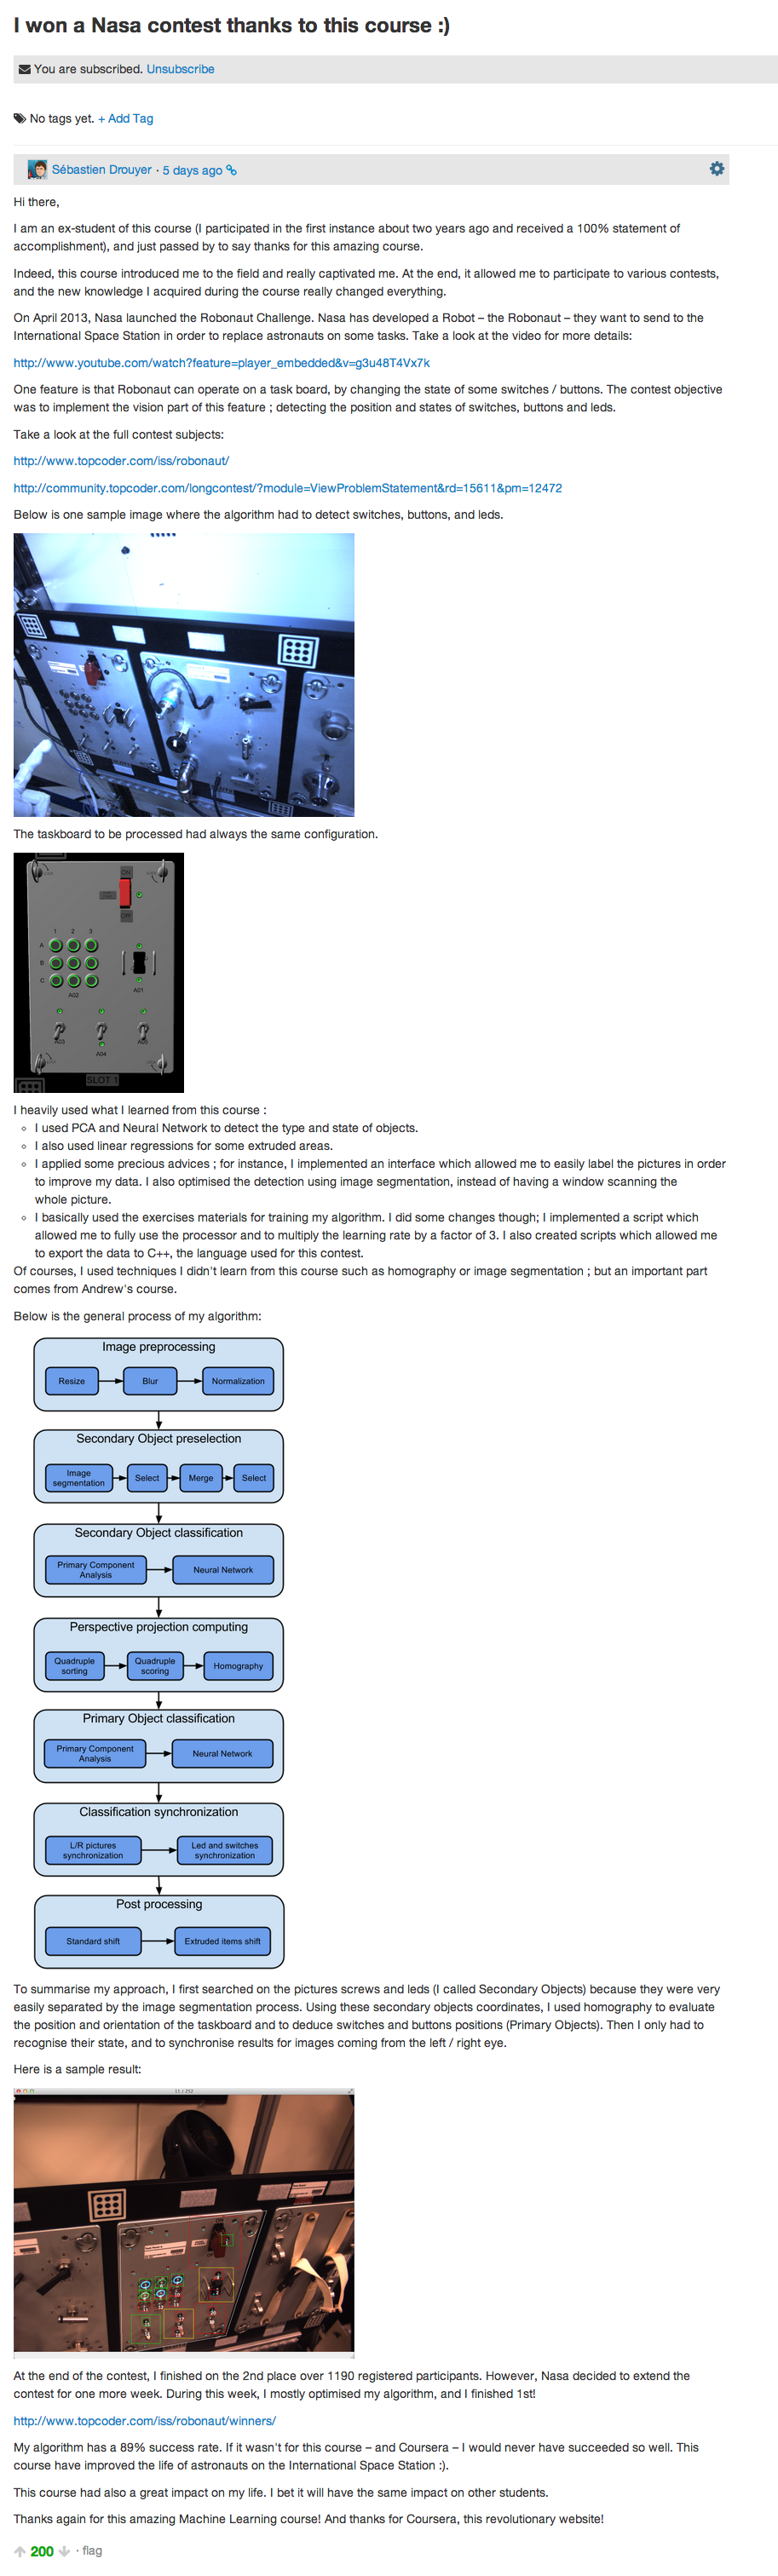 I won a Nasa contest thanks to this course :)
You are subscribed. Unsubscribe
No tags yet. + Add Tag
Sébastien Drouyer · 5 days ago
Hi there,
I am an ex-student of this course (I participated in the first instance about two years ago and received a 100% statement of
accomplishment), and just passed by to say thanks for this amazing course.
Indeed, this course introduced me to the field and really captivated me. At the end, it allowed me to participate to various contests,
and the new knowledge I acquired during the course really changed everything.
On April 2013, Nasa launched the Robonaut Challenge. Nasa has developed a Robot – the Robonaut – they want to send to the
International Space Station in order to replace astronauts on some tasks. Take a look at the video for more details:
http://www.youtube.com/watch?feature=player_embedded&v=g3u48T4Vx7k
One feature is that Robonaut can operate on a task board, by changing the state of some switches / buttons. The contest objective
was to implement the vision part of this feature ; detecting the position and states of switches, buttons and leds.
Take a look at the full contest subjects:
http://www.topcoder.com/iss/robonaut/
http://community.topcoder.com/longcontest/?module=ViewProblemStatement&rd=15611&pm=12472
Below is one sample image where the algorithm had to detect switches, buttons, and leds.
The taskboard to be processed had always the same configuration.
ON
OFF
1 2 3
A
B
C
A02
A01
A03
A04
A05
SLOT 1
I heavily used what I learned from this course :
I used PCA and Neural Network to detect the type and state of objects.
I also used linear regressions for some extruded areas.
I applied some precious advices ; for instance, I implemented an interface which allowed me to easily label the pictures in order
to improve my data. I also optimised the detection using image segmentation, instead of having a window scanning the
whole picture.
I basically used the exercises materials for training my algorithm. I did some changes though; I implemented a script which
allowed me to fully use the processor and to multiply the learning rate by a factor of 3. I also created scripts which allowed me
to export the data to C++, the language used for this contest.
Of courses, I used techniques I didn't learn from this course such as homography or image segmentation ; but an important part
comes from Andrew's course.
Below is the general process of my algorithm:
Image preprocessing
Resize Blur Normalization
Secondary Object preselection
Image
segmentation Select Merge Select
Secondary Object classification
Primary Component
Analysis Neural Network
Perspective projection computing
Quadruple
sorting Quadruple
scoring Homography
Primary Object classification
Primary Component
Analysis Neural Network
Classification synchronization
L/R pictures
synchronization Led and switches
synchronization
Post processing
Standard shift Extruded items shift
To summarise my approach, I first searched on the pictures screws and leds (I called Secondary Objects) because they were very
easily separated by the image segmentation process. Using these secondary objects coordinates, I used homography to evaluate
the position and orientation of the taskboard and to deduce switches and buttons positions (Primary Objects). Then I only had to
recognise their state, and to synchronise results for images coming from the left / right eye.
Here is a sample result:
At the end of the contest, I finished on the 2nd place over 1190 registered participants. However, Nasa decided to extend the
contest for one more week. During this week, I mostly optimised my algorithm, and I finished 1st!
http://www.topcoder.com/iss/robonaut/winners/
My algorithm has a 89% success rate. If it wasn't for this course – and Coursera – I would never have succeeded so well. This
course have improved the life of astronauts on the International Space Station :).
This course had also a great impact on my life. I bet it will have the same impact on other students.
Thanks again for this amazing Machine Learning course! And thanks for Coursera, this revolutionary website!
200 · flag